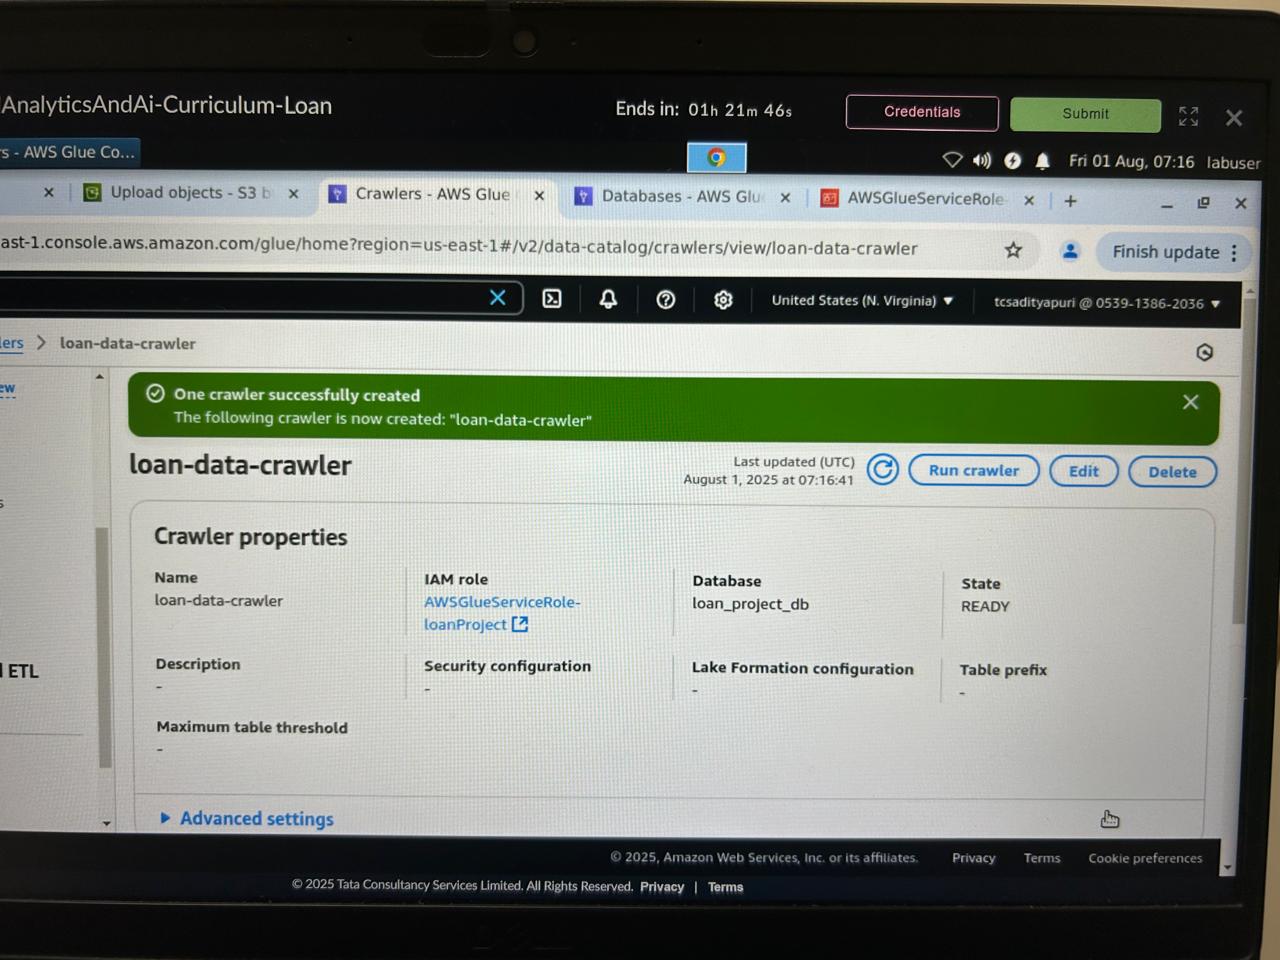 AnalyticsAndAi-Curriculum-Loan
Ends in: 01h 21m 46s
Credentials
Submit
s - AWS Glue Co...
Fri 01 Aug, 07:16 labuser
Upload objects - S3 b
Crawlers - AWS Glue
Databases - AWS Glu
AWSGlueServiceRole-
ast-1.console.aws.amazon.com/glue/home?region=us-east-1#/v2/data-catalog/crawlers/view/loan-data-crawler
Finish update
United States (N. Virginia)
tcsadityapuri @ 0539-1386-2036
lers > loan-data-crawler
ew
One crawler successfully created
The following crawler is now created: "loan-data-crawler"
loan-data-crawler
Last updated (UTC)
August 1, 2025 at 07:16:41
Run crawler
Edit
Delete
s
Crawler properties
Name
loan-data-crawler
IAM role
AWSGlueServiceRole-
loanProject
Database
loan_project_db
State
READY
ETL
Description
-
Security configuration
-
Lake Formation configuration
-
Table prefix
-
Maximum table threshold
-
Advanced settings
© 2025, Amazon Web Services, Inc. or its affiliates.
Privacy
Terms
Cookie preferences
© 2025 Tata Consultancy Services Limited. All Rights Reserved. Privacy | Terms